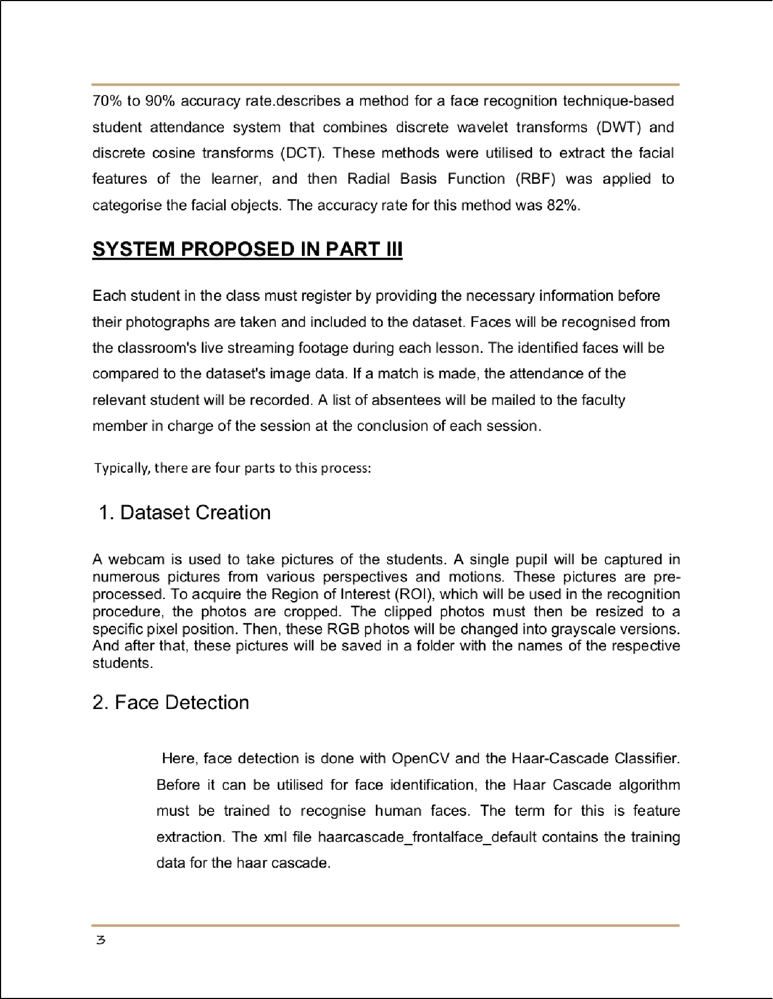 70% to 90% accuracy rate.describes a method for a face recognition technique-based
student attendance system that combines discrete wavelet transforms (DWT) and
discrete cosine transforms (DCT). These methods were utilised to extract the facial
features of the learner, and then Radial Basis Function (RBF) was applied to
categorise the facial objects. The accuracy rate for this method was 82%.
SYSTEM PROPOSED IN PART III
Each student in the class must register by providing the necessary information before
their photographs are taken and included to the dataset. Faces will be recognised from
the classroom's live streaming footage during each lesson. The identified faces will be
compared to the dataset's image data. If a match is made, the attendance of the
relevant student will be recorded. A list of absentees will be mailed to the faculty
member in charge of the session at the conclusion of each session.
Typically, there are four parts to this process:
1. Dataset Creation
A webcam is used to take pictures of the students. A single pupil will be captured in
numerous pictures from various perspectives and motions. These pictures are pre-
processed. To acquire the Region of Interest (ROI), which will be used in the recognition
procedure, the photos are cropped. The clipped photos must then be resized to a
specific pixel position. Then, these RGB photos will be changed into grayscale versions.
And after that, these pictures will be saved in a folder with the names of the respective
students.
2. Face Detection
Here, face detection is done with OpenCV and the Haar-Cascade Classifier.
Before it can be utilised for face identification, the Haar Cascade algorithm
must be trained to recognise human faces. The term for this is feature
extraction. The xml file haarcascade_frontalface_default contains the training
data for the haar cascade.
3